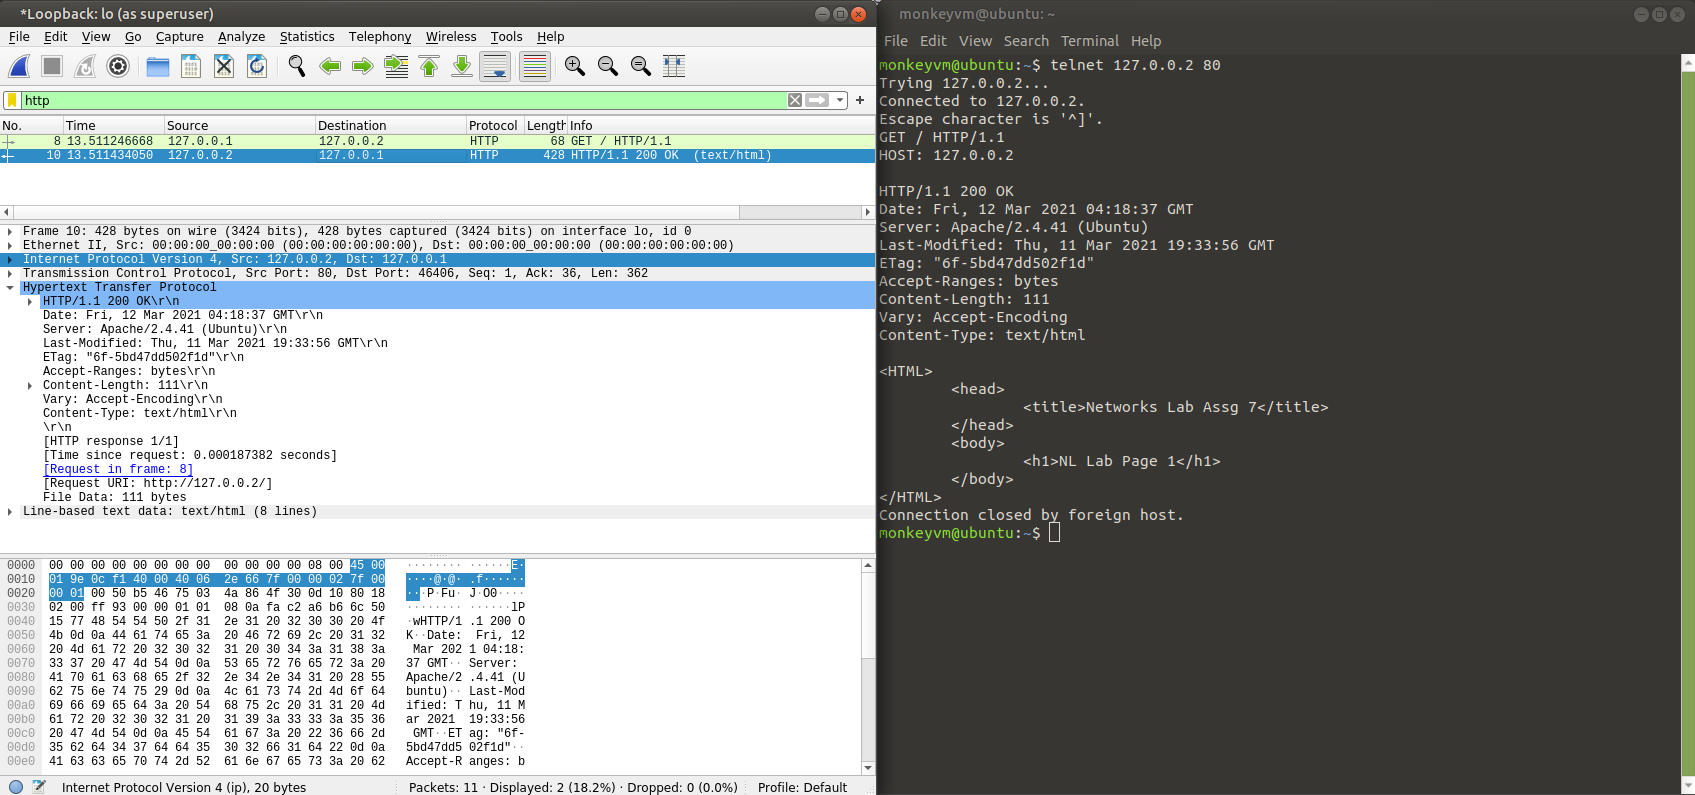 *Loopback: lo (as superuser)
File Edit View Go Capture Analyze Statistics Telephony Wireless Tools Help
http
No. Time Source Destination Protocol Length Info
8 13.511246668 127.0.0.1 127.0.0.2 HTTP 68 GET / HTTP/1.1
10 13.511434050 127.0.0.2 127.0.0.1 HTTP 428 HTTP/1.1 200 OK (text/html)
Frame 10: 428 bytes on wire (3424 bits), 428 bytes captured (3424 bits) on interface lo, id 0
Ethernet II, Src: 00:00:00_00:00:00 (00:00:00:00:00:00), Dst: 00:00:00_00:00:00 (00:00:00:00:00:00)
Internet Protocol Version 4, Src: 127.0.0.2, Dst: 127.0.0.1
Transmission Control Protocol, Src Port: 80, Dst Port: 46406, Seq: 1, Ack: 36, Len: 362
Hypertext Transfer Protocol
HTTP/1.1 200 OK\r\n
Date: Fri, 12 Mar 2021 04:18:37 GMT\r\n
Server: Apache/2.4.41 (Ubuntu)\r\n
Last-Modified: Thu, 11 Mar 2021 19:33:56 GMT\r\n
ETag: "6f-5bd47dd502f1d"\r\n
Accept-Ranges: bytes\r\n
Content-Length: 111\r\n
Vary: Accept-Encoding\r\n
Content-Type: text/html\r\n
\r\n
[HTTP response 1/1]
[Time since request: 0.000187382 seconds]
[Request in frame: 8]
[Request URI: http://127.0.0.2/]
File Data: 111 bytes
Line-based text data: text/html (8 lines)
0000 00 00 00 00 00 00 00 00 00 00 00 00 08 00 45 00 ········ ······E·
0010 01 9e 0c f1 40 00 40 06 2e 66 7f 00 00 02 7f 00 ····@·@· .f······
0020 00 01 00 50 b5 46 75 03 4a 86 4f 30 0d 10 80 18 ···P·Fu· J·O0····
0030 02 00 ff 93 00 00 01 01 08 0a fa c2 a6 b6 6c 50 ········ ······lP
0040 15 77 48 54 54 50 2f 31 2e 31 20 32 30 30 20 4f ·wHTTP/1 .1 200 O
0050 4b 0d 0a 44 61 74 65 3a 20 46 72 69 2c 20 31 32 K··Date: Fri, 12
0060 20 4d 61 72 20 32 30 32 31 20 30 34 3a 31 38 3a Mar 202 1 04:18:
0070 33 37 20 47 4d 54 0d 0a 53 65 72 76 65 72 3a 20 37 GMT·· Server:
0080 41 70 61 63 68 65 2f 32 2e 34 2e 34 31 20 28 55 Apache/2 .4.41 (U
0090 62 75 6e 74 75 29 0d 0a 4c 61 73 74 2d 4d 6f 64 buntu)·· Last-Mod
00a0 69 66 69 65 64 3a 20 54 68 75 2c 20 31 31 20 4d ified: T hu, 11 M
00b0 61 72 20 32 30 32 31 20 31 39 3a 33 33 3a 35 36 ar 2021 19:33:56
00c0 20 47 4d 54 0d 0a 45 54 61 67 3a 20 22 36 66 2d GMT··ET ag: "6f-
00d0 35 62 64 34 37 64 64 35 30 32 66 31 64 22 0d 0a 5bd47dd5 02f1d"··
00e0 41 63 63 65 70 74 2d 52 61 6e 67 65 73 3a 20 62 Accept-R anges: b
Internet Protocol Version 4 (ip), 20 bytes Packets: 11 · Displayed: 2 (18.2%) · Dropped: 0 (0.0%) Profile: Default
monkeyvm@ubuntu: ~
File Edit View Search Terminal Help
monkeyvm@ubuntu:~$ telnet 127.0.0.2 80
Trying 127.0.0.2...
Connected to 127.0.0.2.
Escape character is '^]'.
GET / HTTP/1.1
HOST: 127.0.0.2
HTTP/1.1 200 OK
Date: Fri, 12 Mar 2021 04:18:37 GMT
Server: Apache/2.4.41 (Ubuntu)
Last-Modified: Thu, 11 Mar 2021 19:33:56 GMT
ETag: "6f-5bd47dd502f1d"
Accept-Ranges: bytes
Content-Length: 111
Vary: Accept-Encoding
Content-Type: text/html
<HTML>
<head>
<title>Networks Lab Assg 7</title>
</head>
<body>
<h1>NL Lab Page 1</h1>
</body>
</HTML>
Connection closed by foreign host.
monkeyvm@ubuntu:~$